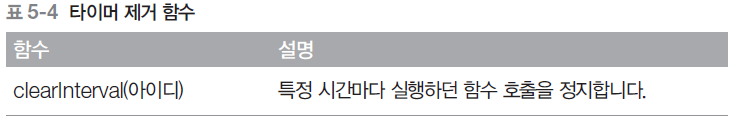 표 5-4 타이머 제거 함수
함수 설명
clearInterval(아이디) 특정 시간마다 실행하던 함수 호출을 정지합니다.